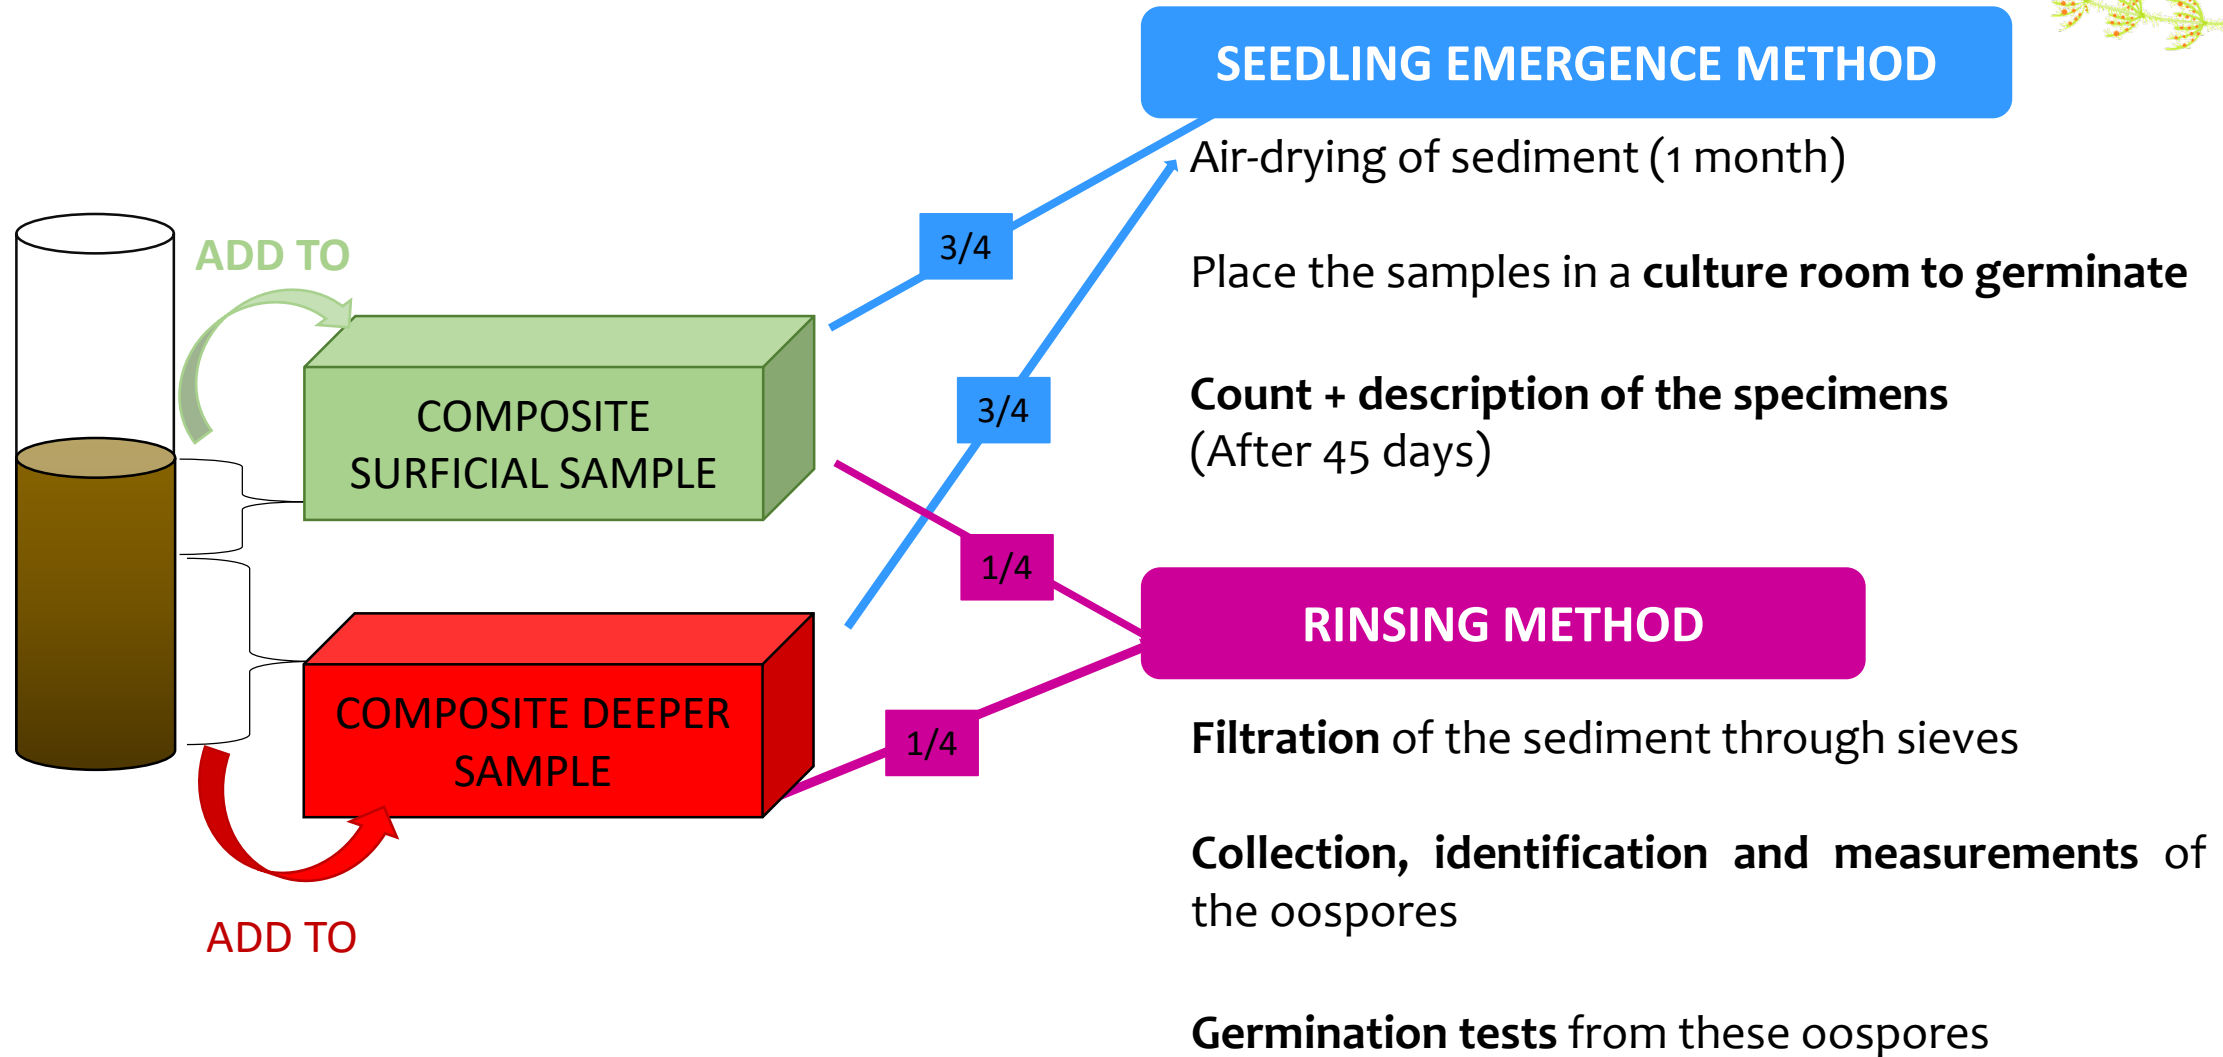 SEEDLING EMERGENCE METHOD
Air-drying of sediment (1 month)
Place the samples in a culture room to germinate
Count + description of the specimens
(After 45 days)
ADD TO
3/4
COMPOSITE
SURFICIAL SAMPLE
3/4
1/4
RINSING METHOD
COMPOSITE DEEPER
SAMPLE
1/4
Filtration of the sediment through sieves
Collection, identification and measurements of
the oospores
ADD TO
Germination tests from these oospores